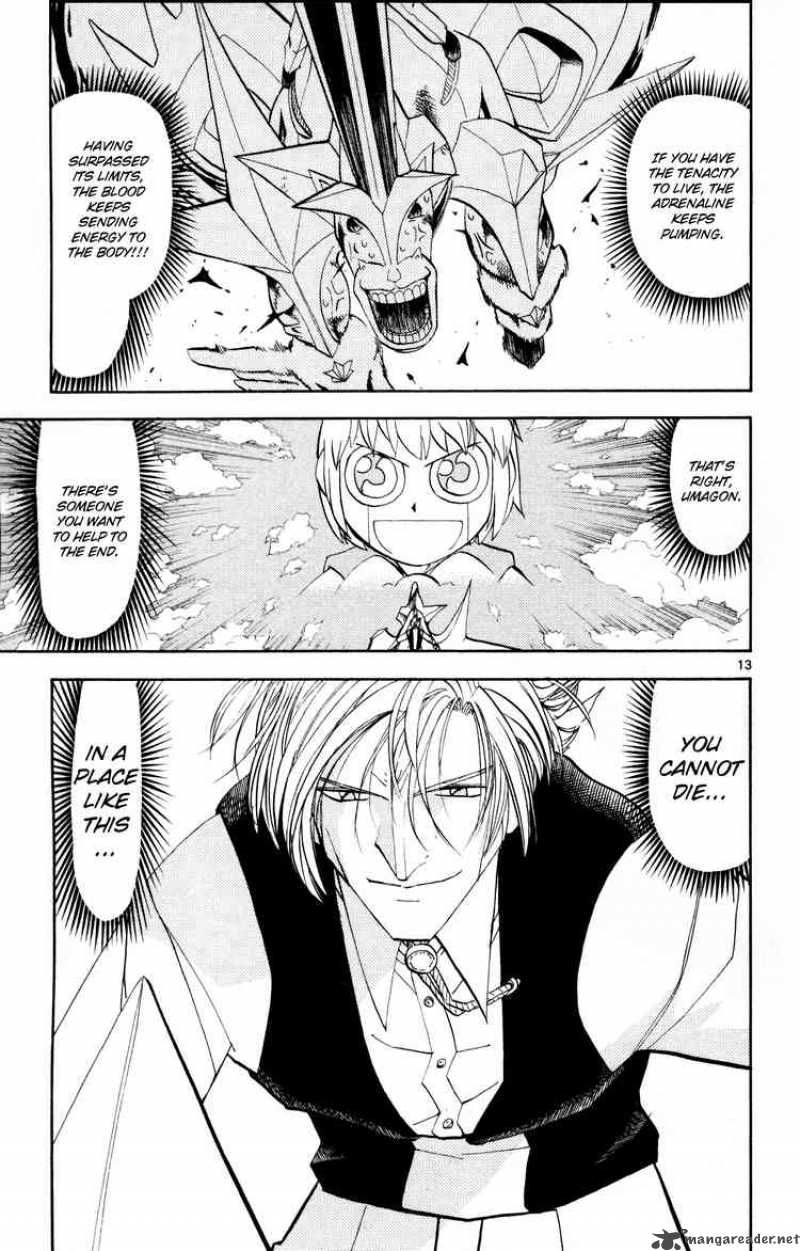 IF YOU HAVE
THE TENACITY
TO LIVE, THE
ADRENALINE
KEEPS
PUMPING.
HAVING
SURPASSED
ITS LIMITS,
THE BLOOD
KEEPS
SENDING
ENERGY TO
THE BODY!!!
THAT'S
RIGHT,
UMAGON.
THERE'S
SOMEONE
YOU WANT
TO HELP TO
THE END.
13
YOU
CANNOT
DIE...
IN A
PLACE
LIKE
THIS
...
mangareader.net